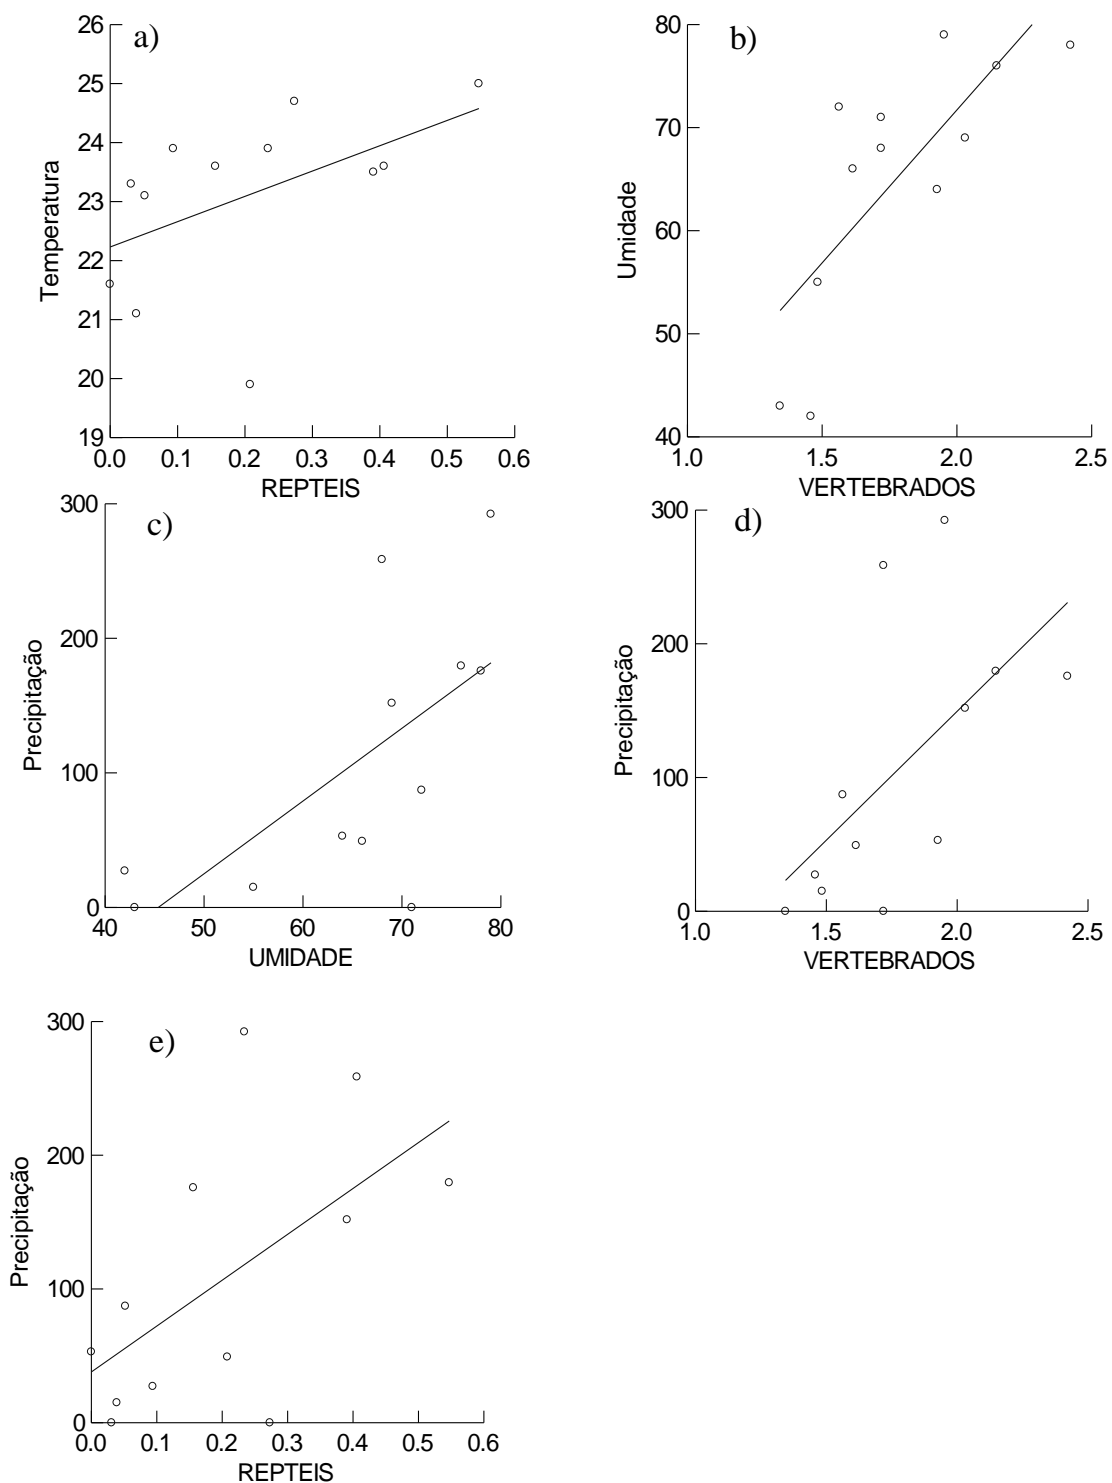 a)
26
25
24
23
22
21
20
19
Temperatura
0.0 0.1 0.2 0.3 0.4 0.5 0.6
REPTEIS
b)
80
70
60
50
40
Umidade
1.0 1.5 2.0 2.5
VERTEBRADOS
c)
300
200
100
0
Precipitação
40 50 60 70 80
UMIDADE
d)
300
200
100
0
Precipitação
1.0 1.5 2.0 2.5
VERTEBRADOS
e)
300
200
100
0
Precipitação
0.0 0.1 0.2 0.3 0.4 0.5 0.6
REPTEIS